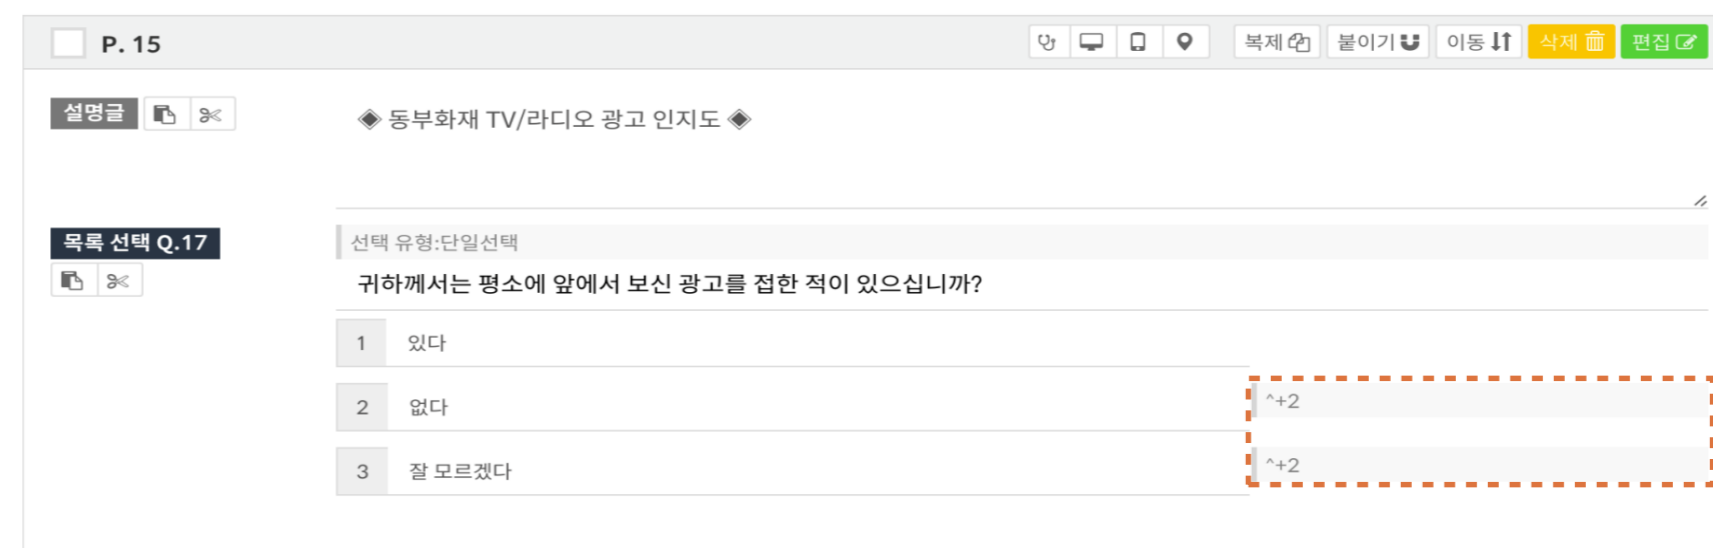 P. 15
복제 붙이기 이동 삭제 편집
설명글
◈ 동부화재 TV/라디오 광고 인지도 ◈
목록 선택 Q.17
선택 유형:단일선택
귀하께서는 평소에 앞에서 보신 광고를 접한 적이 있으십니까?
1 있다
2 없다 ^+2
3 잘 모르겠다 ^+2